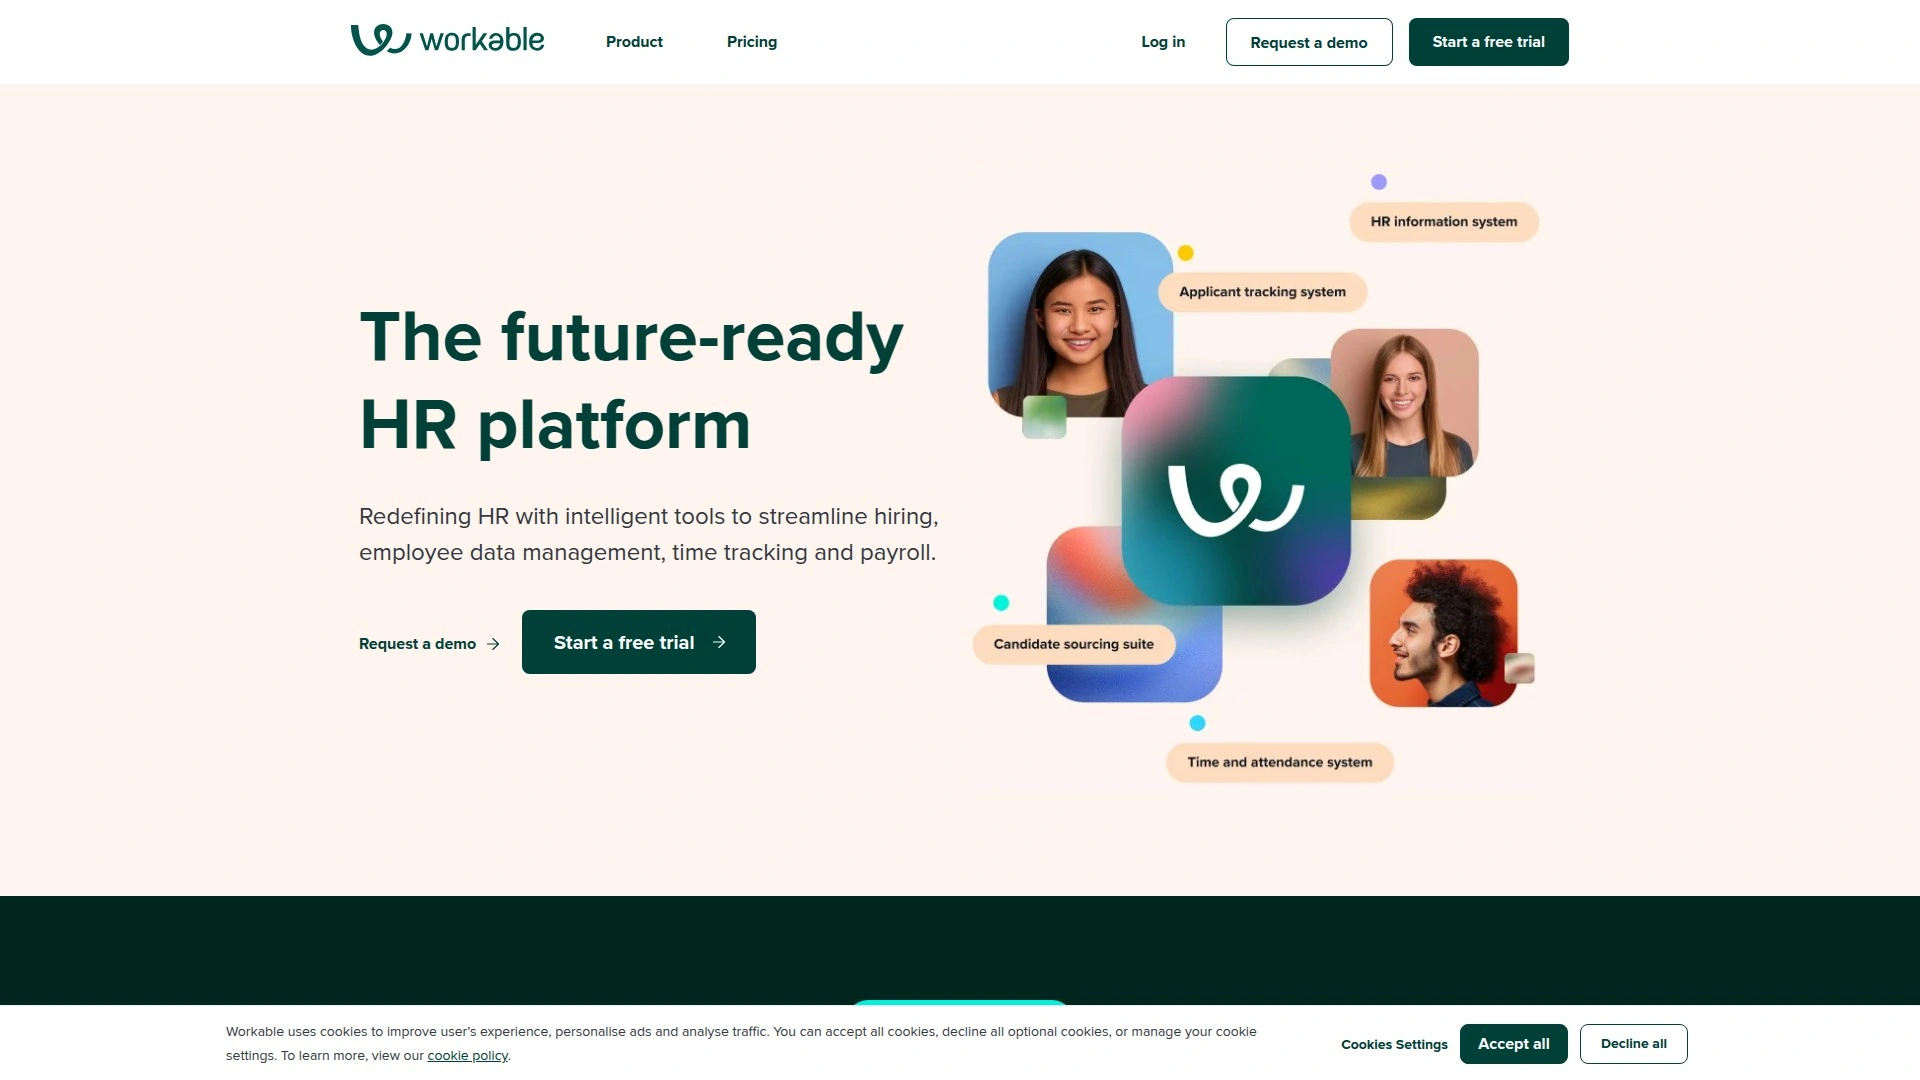 workable
Product
Pricing
Log in
Request a demo
Start a free trial
HR information system
Applicant tracking system
The future-ready
HR platform
Redefining HR with intelligent tools to streamline hiring,
employee data management, time tracking and payroll.
Request a demo
Start a free trial
Candidate sourcing suite
Time and attendance system
Workable uses cookies to improve user's experience, personalise ads and analyse traffic. You can accept all cookies, decline all optional cookies, or manage your cookie
settings. To learn more, view our cookie policy.
Cookies Settings
Accept all
Decline all